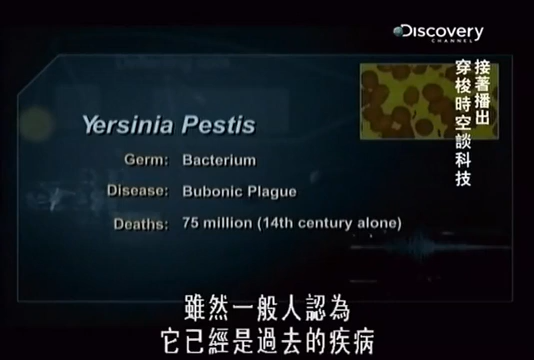 Discovery
CHANNEL
接著播出
穿梭時空談科技
Yersinia Pestis
Germ: Bacterium
Disease: Bubonic Plague
Deaths: 75 million (14th century alone)
雖然一般人認為
它已經是過去的疾病